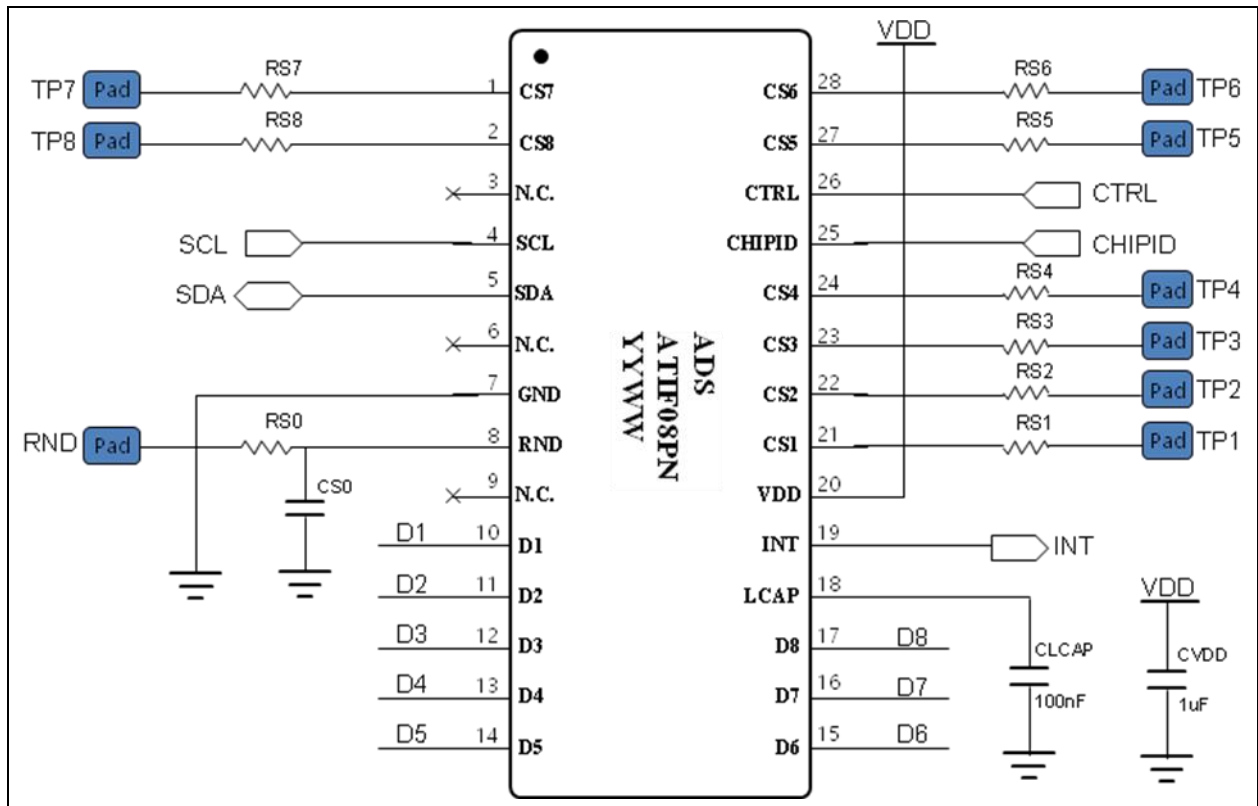 VDD
TP7 Pad RS7 1 CS7 CS6 28 RS6 Pad TP6
TP8 Pad RS8 2 CS8 CS5 27 RS5 Pad TP5
3 N.C. CTRL 26 CTRL
SCL 4 SCL CHIPID 25 CHIPID
SDA 5 SDA CS4 24 RS4 Pad TP4
6 N.C. CS3 23 RS3 Pad TP3
7 GND CS2 22 RS2 Pad TP2
RND Pad RS0 8 RND CS1 21 RS1 Pad TP1
CS0 9 N.C. VDD 20
D1 10 D1 INT 19 INT
D2 11 D2 LCAP 18 VDD
D3 12 D3 D8 17 D8 CLCAP CVDD
D4 13 D4 D7 16 D7 100nF 1uF
D5 14 D5 D6 15 D6
ADS
ATIF08PN
YYWW